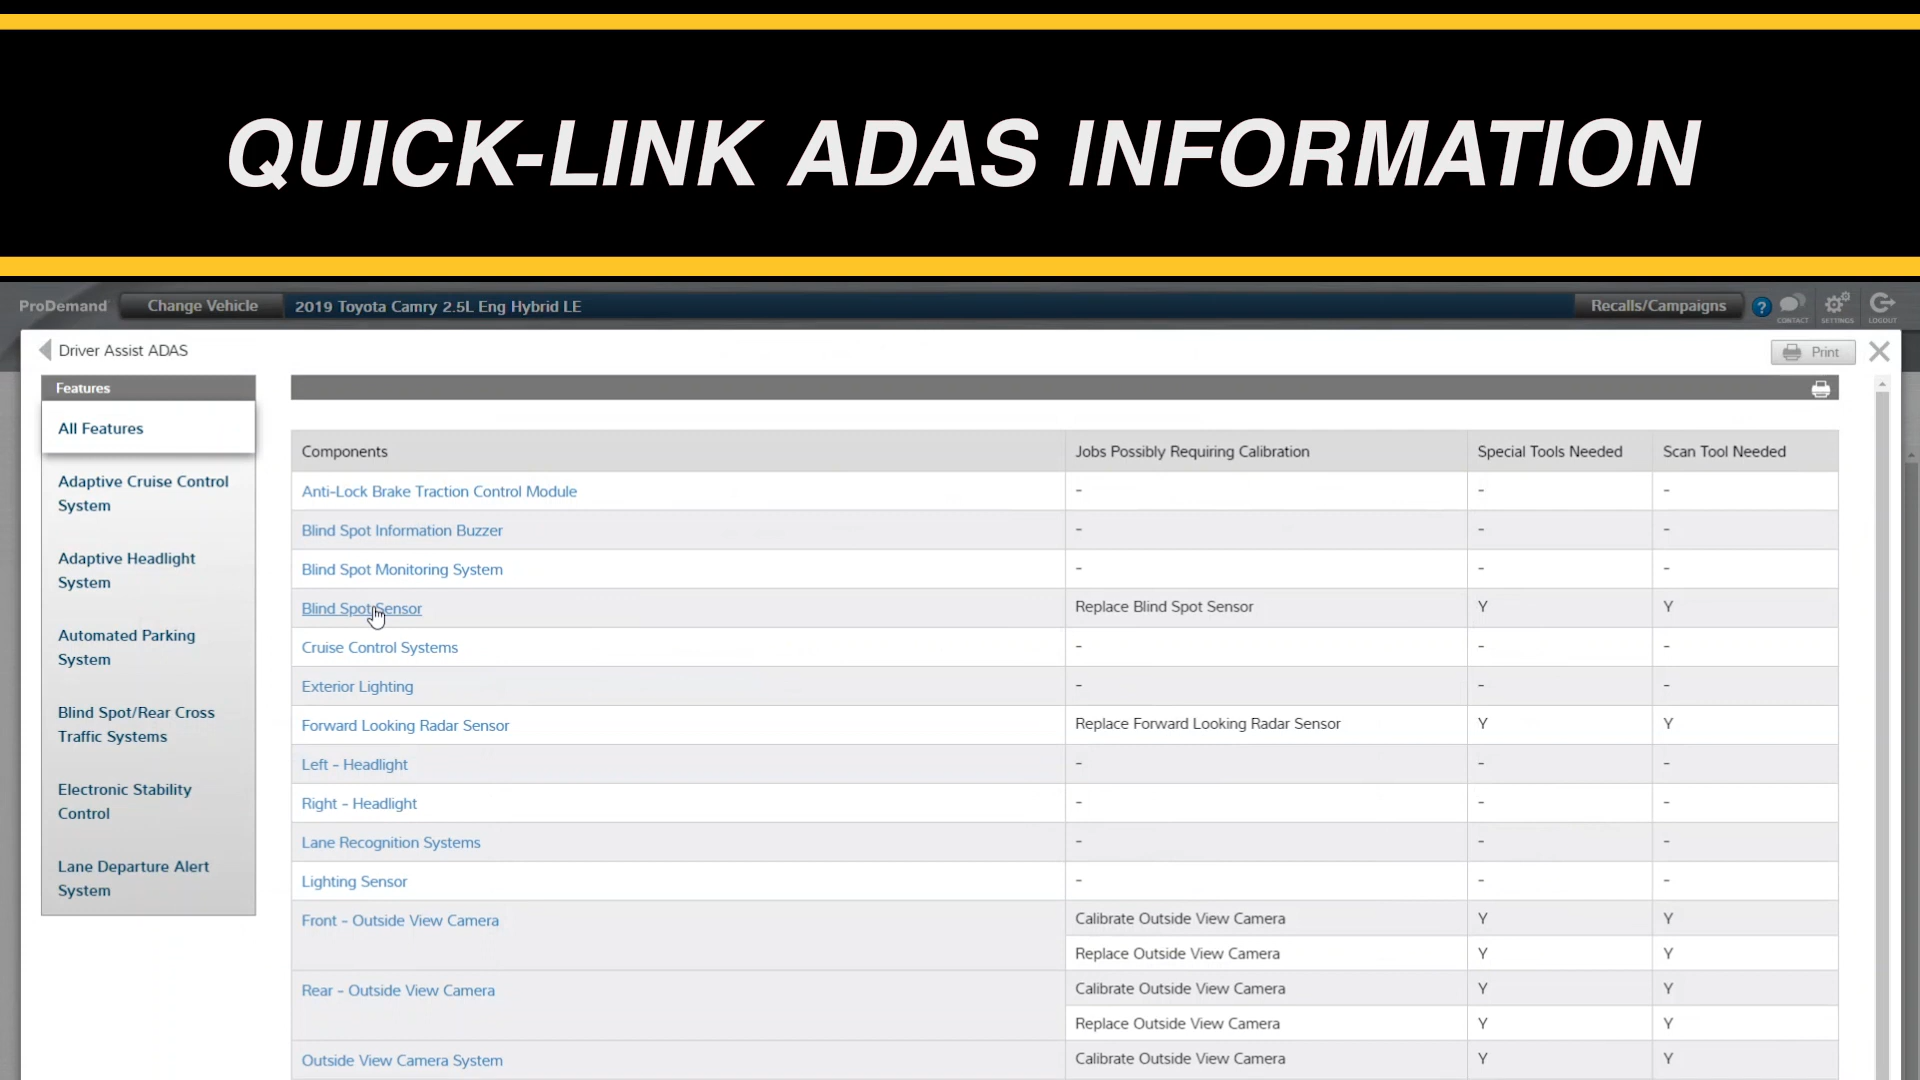 QUICK-LINK ADAS INFORMATION
ProDemand Change Vehicle 2019 Toyota Camry 2.5L Eng Hybrid LE Recalls/Campaigns ? CONTACT SETTINGS LOGOUT
Driver Assist ADAS Print
Features
All Features
Adaptive Cruise Control
System
Adaptive Headlight
System
Automated Parking
System
Blind Spot/Rear Cross
Traffic Systems
Electronic Stability
Control
Lane Departure Alert
System
Components Jobs Possibly Requiring Calibration Special Tools Needed Scan Tool Needed
Anti-Lock Brake Traction Control Module - - -
Blind Spot Information Buzzer - - -
Blind Spot Monitoring System - - -
Blind Spot Sensor Replace Blind Spot Sensor Y Y
Cruise Control Systems - - -
Exterior Lighting - - -
Forward Looking Radar Sensor Replace Forward Looking Radar Sensor Y Y
Left - Headlight - - -
Right - Headlight - - -
Lane Recognition Systems - - -
Lighting Sensor - - -
Front - Outside View Camera Calibrate Outside View Camera Y Y
Replace Outside View Camera Y Y
Rear - Outside View Camera Calibrate Outside View Camera Y Y
Replace Outside View Camera Y Y
Outside View Camera System Calibrate Outside View Camera Y Y